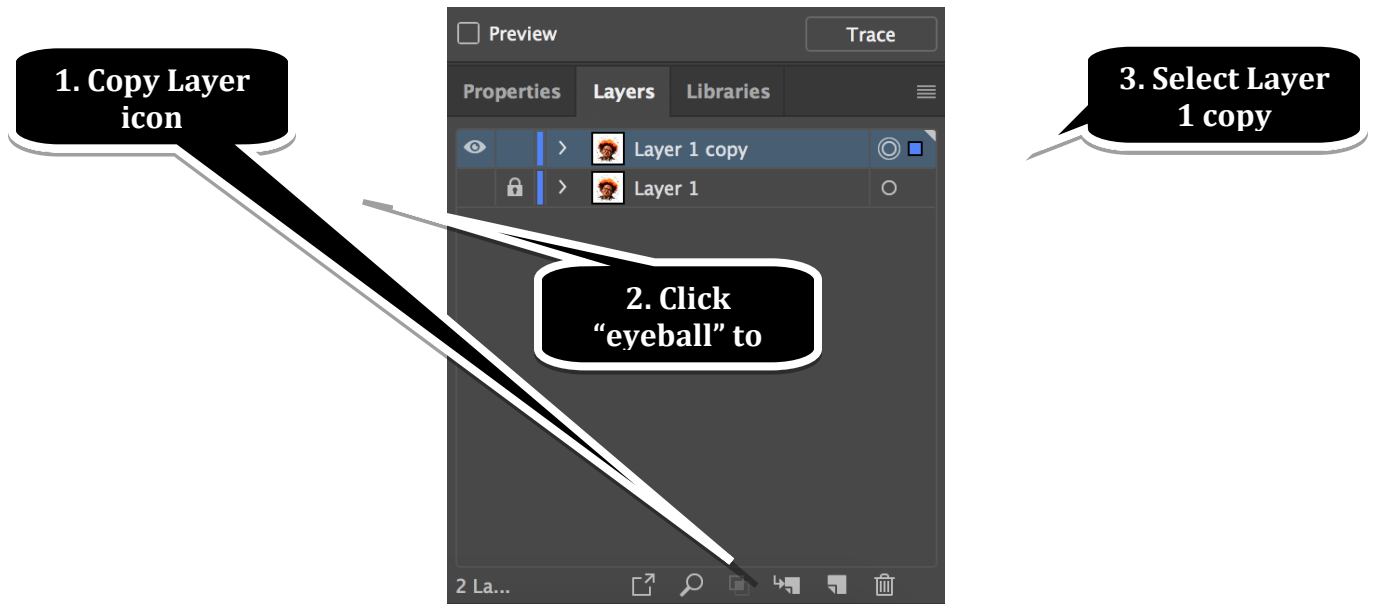 Preview
Trace
1. Copy Layer
icon
3. Select Layer
1 copy
Properties
Layers
Libraries
Layer 1 copy
Layer 1
2. Click
“eyeball” to
2 La...